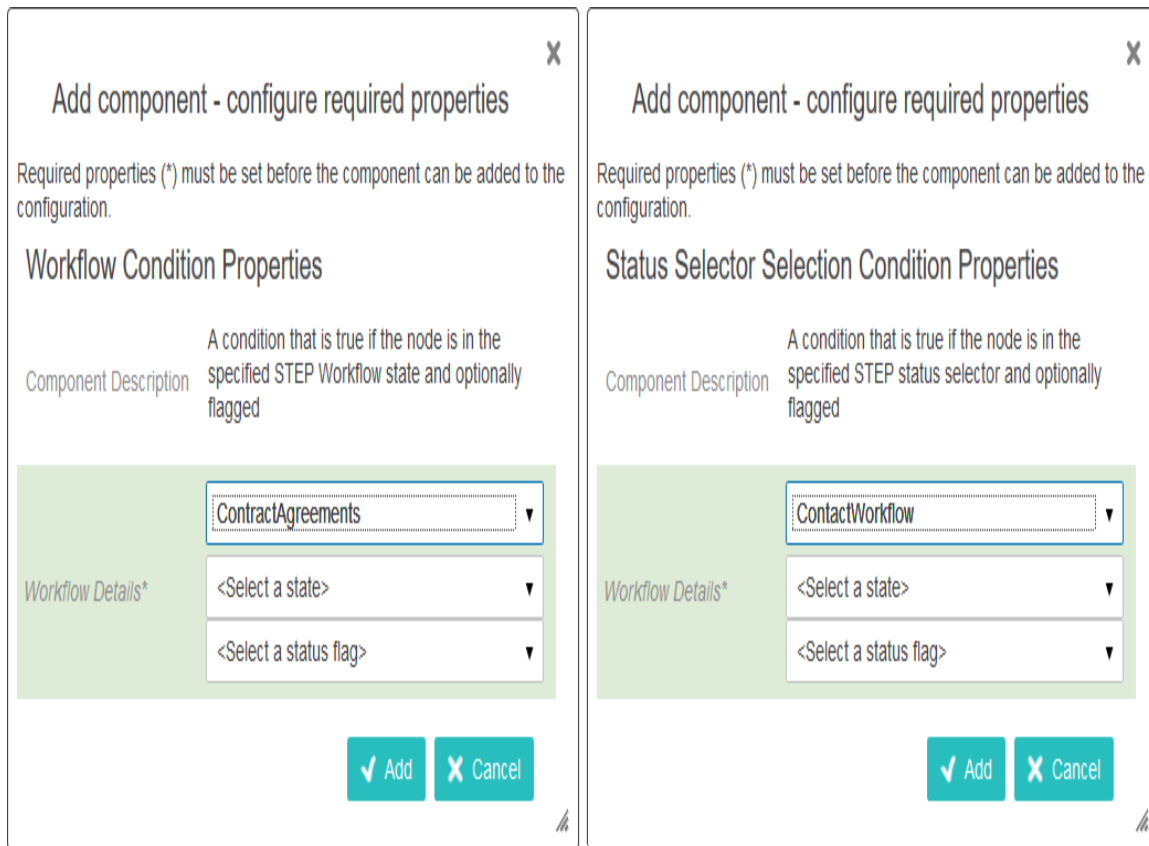 Add component - configure required properties
Required properties (*) must be set before the component can be added to the
configuration.
Workflow Condition Properties
Component Description
A condition that is true if the node is in the
specified STEP Workflow state and optionally
flagged
Workflow Details*
ContractAgreements
<Select a state>
<Select a status flag>
Add
Cancel
Add component - configure required properties
Required properties (*) must be set before the component can be added to the
configuration.
Status Selector Selection Condition Properties
Component Description
A condition that is true if the node is in the
specified STEP status selector and optionally
flagged
Workflow Details*
ContactWorkflow
<Select a state>
<Select a status flag>
Add
Cancel